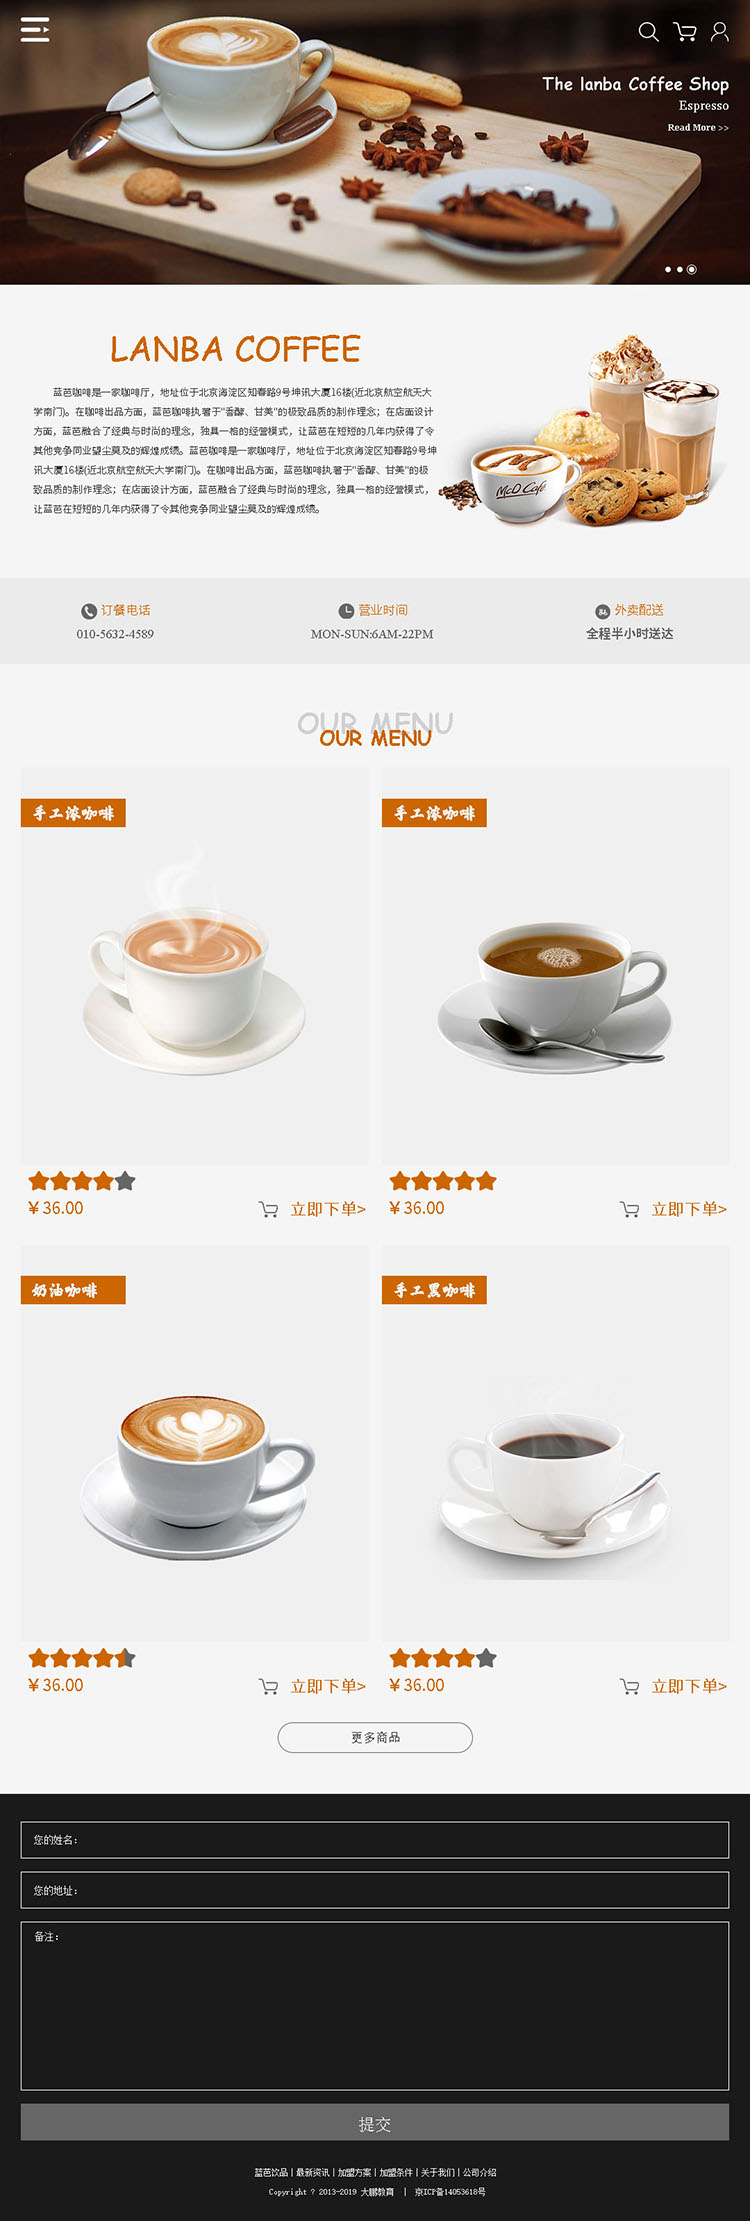 The lanba Coffee Shop
Espresso
Read More >>
LANBA COFFEE
蓝芭咖啡是一家咖啡厅，地址位于北京海淀区知春路9号坤讯大厦16楼(近北京航空航天大
学南门)。在咖啡出品方面，蓝芭咖啡执著于"香醇、甘美"的极致品质的制作理念；在店面设计
方面，蓝芭融合了经典与时尚的理念，独具一格的经营模式，让蓝芭在短短的几年内获得了令
其他竞争同业望尘莫及的辉煌成绩。蓝芭咖啡是一家咖啡厅，地址位于北京海淀区知春路9号坤
讯大厦16楼(近北京航空航天大学南门)。在咖啡出品方面，蓝芭咖啡执著于"香醇、甘美"的极
致品质的制作理念；在店面设计方面，蓝芭融合了经典与时尚的理念，独具一格的经营模式，
让蓝芭在短短的几年内获得了令其他竞争同业望尘莫及的辉煌成绩。
McD Café
订餐电话
010-5632-4589
营业时间
MON-SUN:6AM-22PM
外卖配送
全程半小时送达
OUR MENU
OUR MENU
手工浓咖啡
手工浓咖啡
¥36.00
立即下单>
¥36.00
立即下单>
奶油咖啡
手工黑咖啡
¥36.00
立即下单>
¥36.00
立即下单>
更多商品
您的姓名：
您的地址：
备注：
提交
蓝芭饮品 | 最新资讯 | 加盟方案 | 加盟条件 | 关于我们 | 公司介绍
Copyright ? 2013-2019 大鹏教育 | 京ICP备14053618号